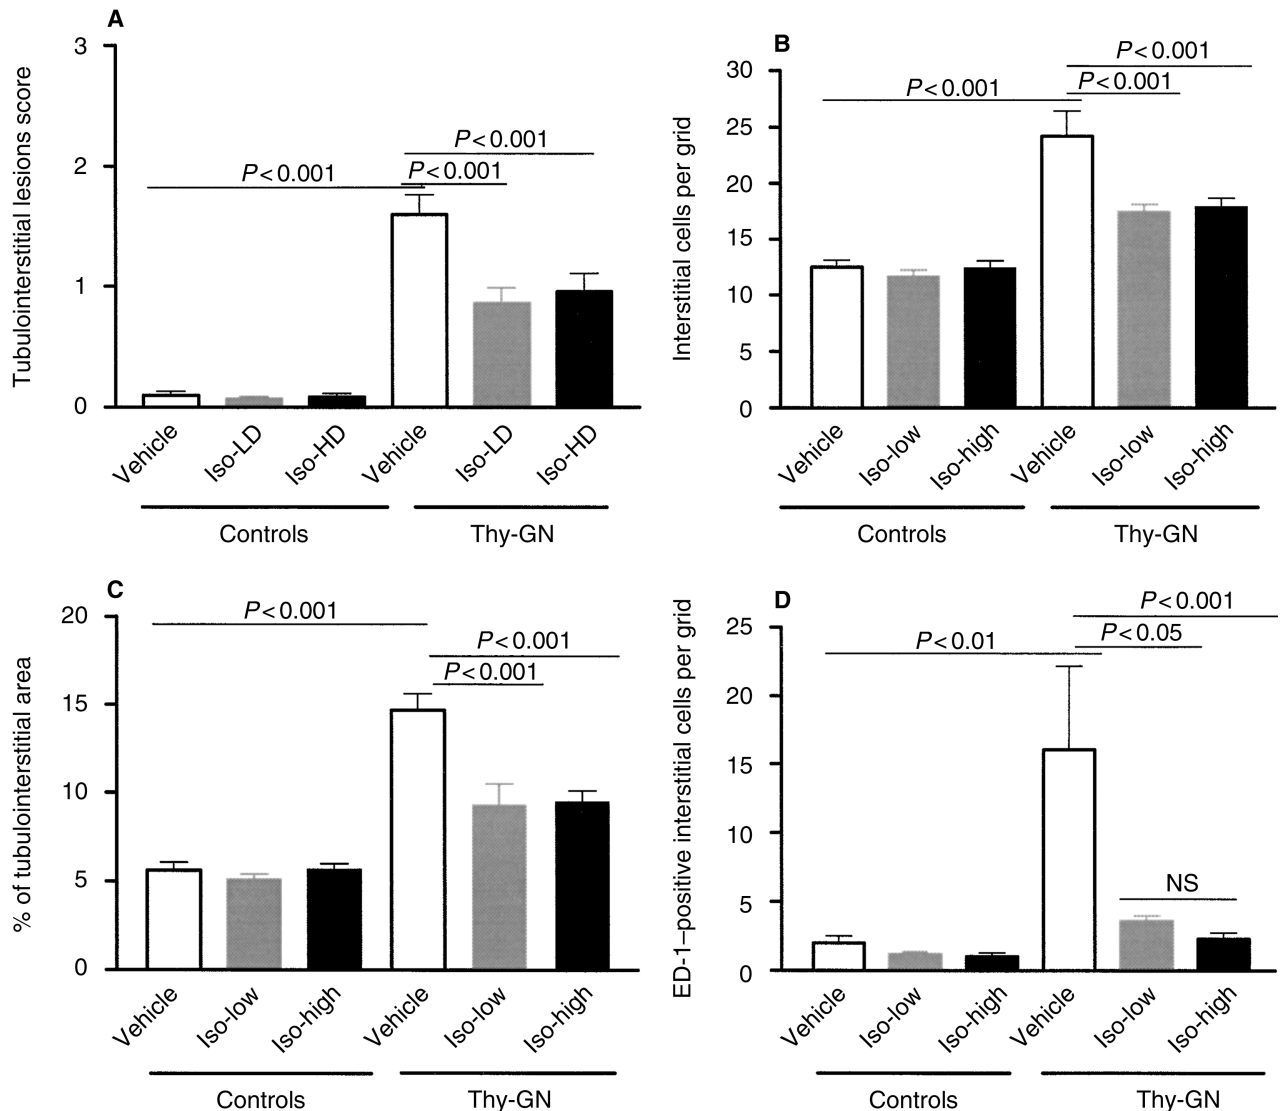 A
Tubulointerstitial lesions score
3
2
1
0
P < 0.001
P < 0.001
P < 0.001
Vehicle
Iso-LD
Iso-HD
Vehicle
Iso-LD
Iso-HD
Controls
Thy-GN
B
Interstitial cells per grid
30
25
20
15
10
5
0
P < 0.001
P < 0.001
P < 0.001
Vehicle
Iso-low
Iso-high
Vehicle
Iso-low
Iso-high
Controls
Thy-GN
C
% of tubulointerstitial area
20
15
10
5
0
P < 0.001
P < 0.001
P < 0.001
Vehicle
Iso-low
Iso-high
Vehicle
Iso-low
Iso-high
Controls
Thy-GN
D
ED-1–positive interstitial cells per grid
25
20
15
10
5
0
P < 0.001
P < 0.05
P < 0.01
NS
Vehicle
Iso-low
Iso-high
Vehicle
Iso-low
Iso-high
Controls
Thy-GN